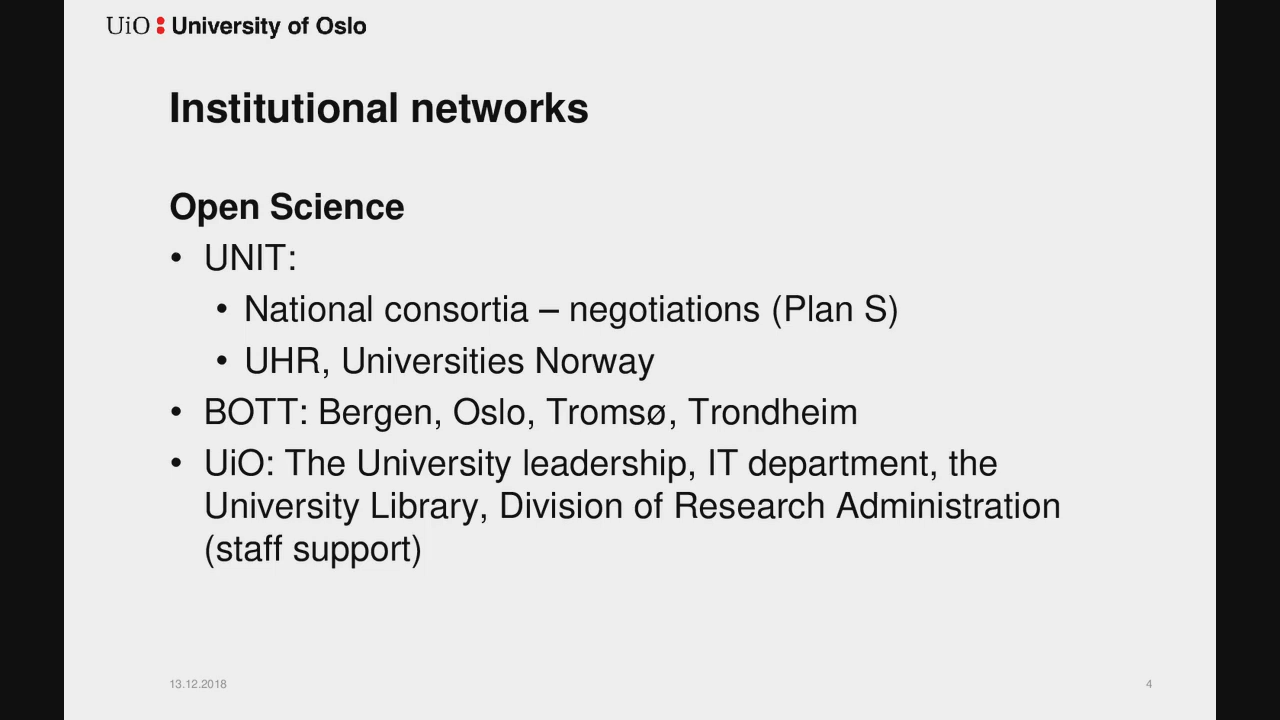 UiO : University of Oslo
Institutional networks
Open Science
• UNIT:
• National consortia – negotiations (Plan S)
• UHR, Universities Norway
• BOTT: Bergen, Oslo, Tromsø, Trondheim
• UiO: The University leadership, IT department, the
University Library, Division of Research Administration
(staff support)
13.12.2018
4